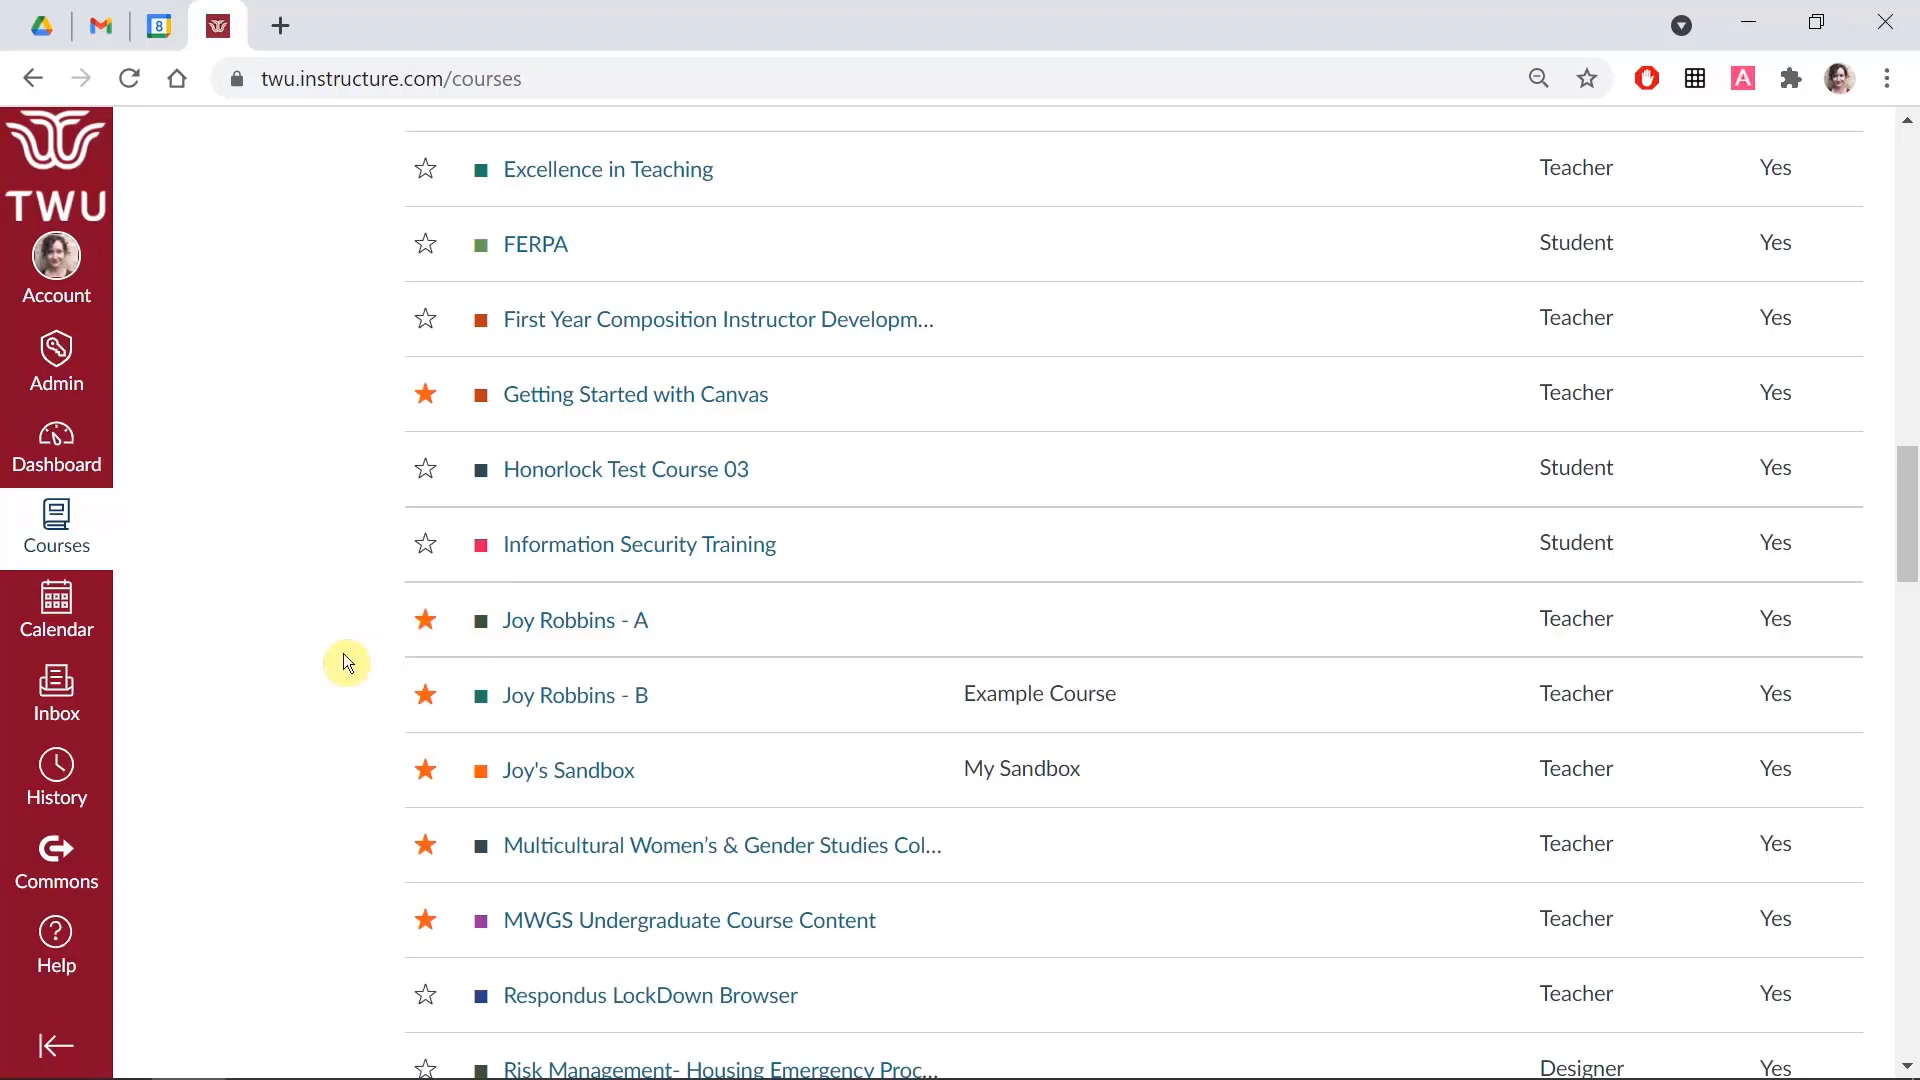 8
twu.instructure.com/courses
A
TWU
Account
Admin
Dashboard
Courses
Calendar
Inbox
History
Commons
Help
Excellence in Teaching Teacher Yes
FERPA Student Yes
First Year Composition Instructor Developm... Teacher Yes
Getting Started with Canvas Teacher Yes
Honorlock Test Course 03 Student Yes
Information Security Training Student Yes
Joy Robbins - A Teacher Yes
Joy Robbins - B Example Course Teacher Yes
Joy's Sandbox My Sandbox Teacher Yes
Multicultural Women’s & Gender Studies Col... Teacher Yes
MWGS Undergraduate Course Content Teacher Yes
Respondus LockDown Browser Teacher Yes
Risk Management- Housing Emergency Proc... Designer Yes